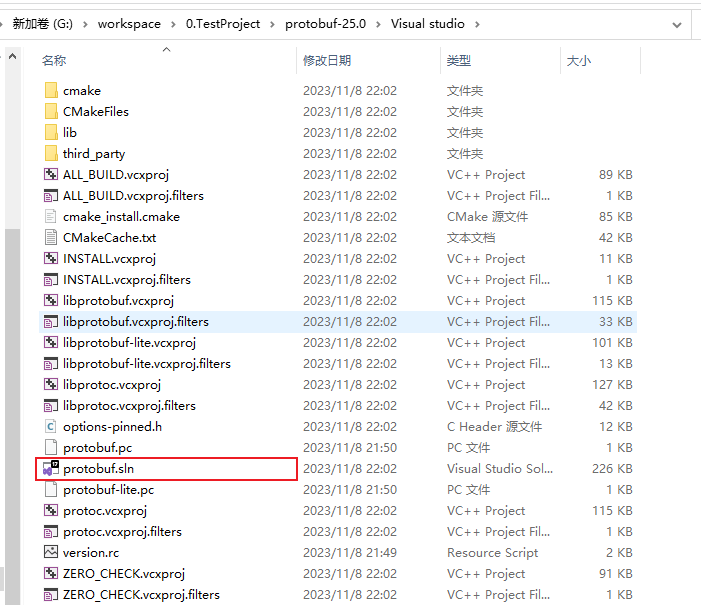 新加卷 (G:) › workspace › 0.TestProject › protobuf-25.0 › Visual studio ›
名称 修改日期 类型 大小
cmake 2023/11/8 22:02 文件夹
CMakeFiles 2023/11/8 22:02 文件夹
lib 2023/11/8 22:02 文件夹
third_party 2023/11/8 22:02 文件夹
ALL_BUILD.vcxproj 2023/11/8 22:02 VC++ Project 89 KB
ALL_BUILD.vcxproj.filters 2023/11/8 22:02 VC++ Project Fil... 1 KB
cmake_install.cmake 2023/11/8 22:02 CMake 源文件 85 KB
CMakeCache.txt 2023/11/8 22:02 文本文档 42 KB
INSTALL.vcxproj 2023/11/8 22:02 VC++ Project 11 KB
INSTALL.vcxproj.filters 2023/11/8 22:02 VC++ Project Fil... 1 KB
libprotobuf.vcxproj 2023/11/8 22:02 VC++ Project 115 KB
libprotobuf.vcxproj.filters 2023/11/8 22:02 VC++ Project Fil... 33 KB
libprotobuf-lite.vcxproj 2023/11/8 22:02 VC++ Project 101 KB
libprotobuf-lite.vcxproj.filters 2023/11/8 22:02 VC++ Project Fil... 13 KB
libprotoc.vcxproj 2023/11/8 22:02 VC++ Project 127 KB
libprotoc.vcxproj.filters 2023/11/8 22:02 VC++ Project Fil... 42 KB
options-pinned.h 2023/11/8 22:02 C Header 源文件 12 KB
protobuf.pc 2023/11/8 21:50 PC 文件 1 KB
protobuf.sln 2023/11/8 22:02 Visual Studio Sol... 226 KB
protobuf-lite.pc 2023/11/8 21:50 PC 文件 1 KB
protoc.vcxproj 2023/11/8 22:02 VC++ Project 115 KB
protoc.vcxproj.filters 2023/11/8 22:02 VC++ Project Fil... 1 KB
version.rc 2023/11/8 21:49 Resource Script 2 KB
ZERO_CHECK.vcxproj 2023/11/8 22:02 VC++ Project 91 KB
ZERO_CHECK.vcxproj.filters 2023/11/8 22:02 VC++ Project Fil... 1 KB